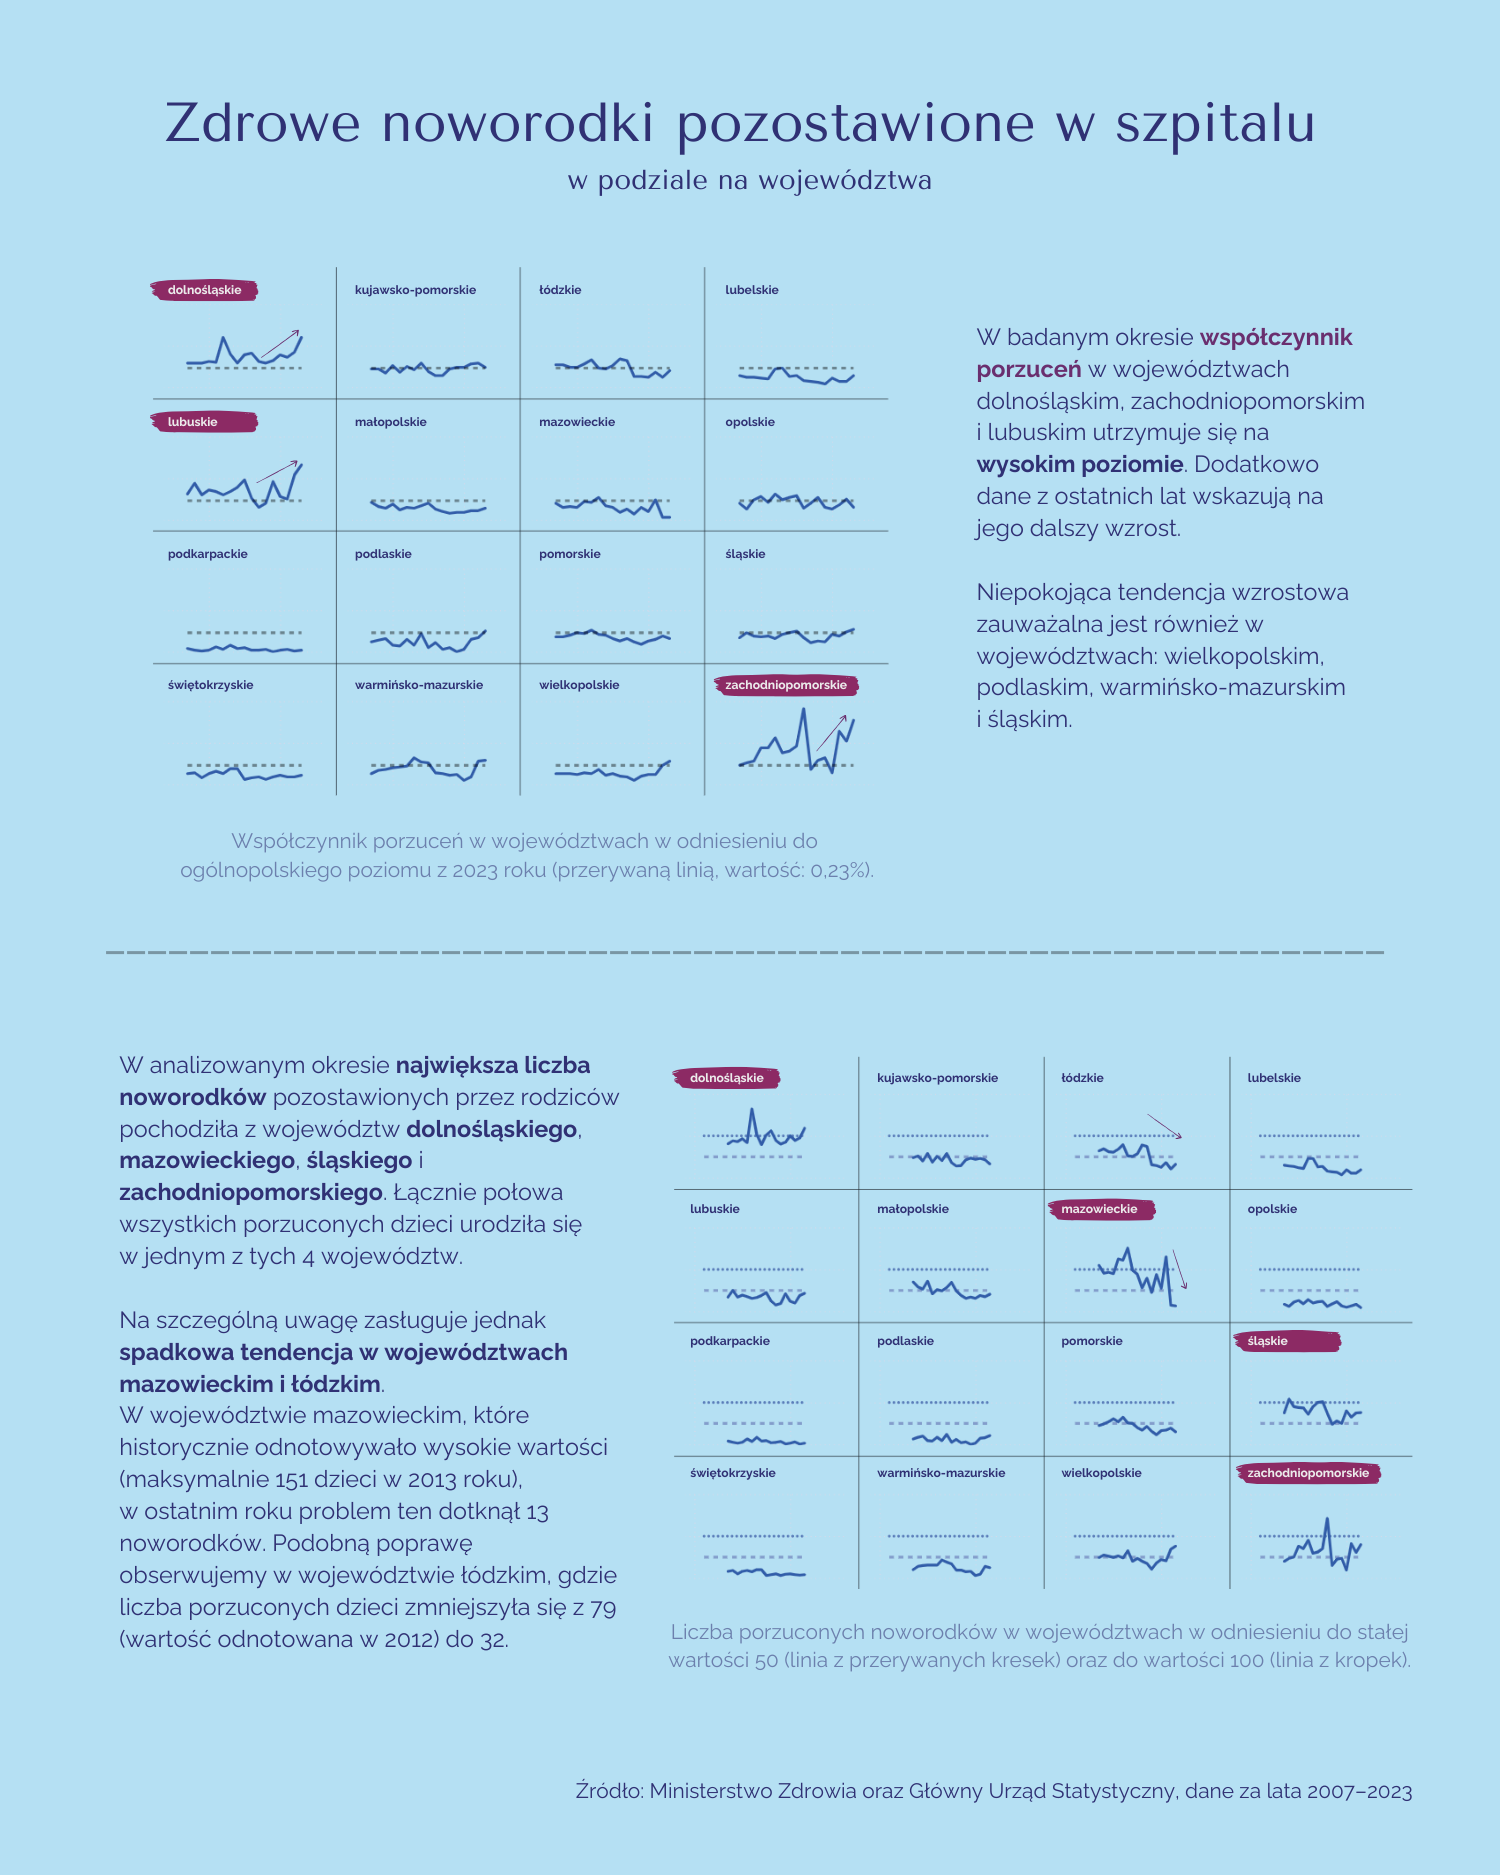 Zdrowe noworodki pozostawione w szpitalu
w podziale na województwa
dolnośląskie
kujawsko-pomorskie
łódzkie
lubelskie
lubuskie
małopolskie
mazowieckie
opolskie
podkarpackie
podlaskie
pomorskie
śląskie
świętokrzyskie
warmińsko-mazurskie
wielkopolskie
zachodniopomorskie
Współczynnik porzuceń w województwach w odniesieniu do
ogólnopolskiego poziomu z 2023 roku (przerywaną linią, wartość: 0,23%).
W badanym okresie współczynnik
porzuceń w województwach
dolnośląskim, zachodniopomorskim
i lubuskim utrzymuje się na
wysokim poziomie. Dodatkowo
dane z ostatnich lat wskazują na
jego dalszy wzrost.
Niepokojąca tendencja wzrostowa
zauważalna jest również w
województwach: wielkopolskim,
podlaskim, warmińsko-mazurskim
i śląskim.
W analizowanym okresie największa liczba
noworodków pozostawionych przez rodziców
pochodziła z województw dolnośląskiego,
mazowieckiego, śląskiego i
zachodniopomorskiego. Łącznie połowa
wszystkich porzuconych dzieci urodziła się
w jednym z tych 4 województw.
Na szczególną uwagę zasługuje jednak
spadkowa tendencja w województwach
mazowieckim i łódzkim.
W województwie mazowieckim, które
historycznie odnotowywało wysokie wartości
(maksymalnie 151 dzieci w 2013 roku),
w ostatnim roku problem ten dotknął 13
noworodków. Podobną poprawę
obserwujemy w województwie łódzkim, gdzie
liczba porzuconych dzieci zmniejszyła się z 79
(wartość odnotowana w 2012) do 32.
dolnośląskie
kujawsko-pomorskie
łódzkie
lubelskie
lubuskie
małopolskie
mazowieckie
opolskie
podkarpackie
podlaskie
pomorskie
śląskie
świętokrzyskie
warmińsko-mazurskie
wielkopolskie
zachodniopomorskie
Liczba porzuconych noworodków w województwach w odniesieniu do stałej
wartości 50 (linia z przerywanych kresek) oraz do wartości 100 (linia z kropek).
Źródło: Ministerstwo Zdrowia oraz Główny Urząd Statystyczny, dane za lata 2007–2023